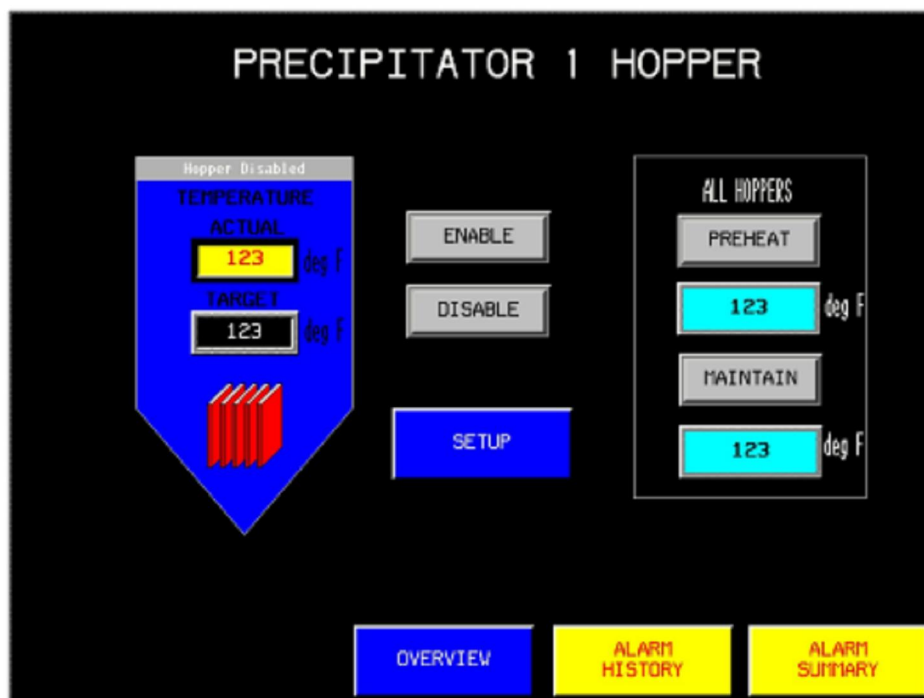 PRECIPITATOR 1 HOPPER
Hopper Disabled
TEMPERATURE
ACTUAL
123 deg F
TARGET
123 deg F
ENABLE
DISABLE
SETUP
ALL HOPPERS
PREHEAT
123 deg F
MAINTAIN
123 deg F
OVERVIEW
ALARM
HISTORY
ALARM
SUMMARY